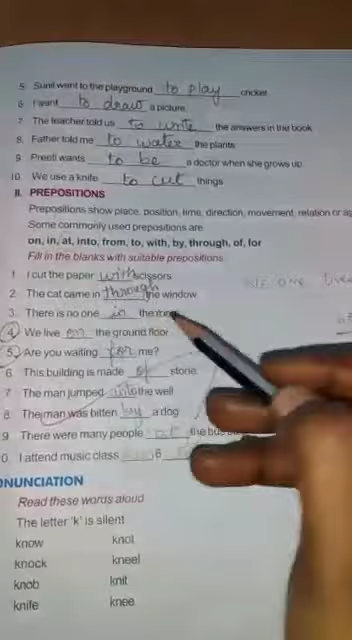 5. Sunil went to the playground to play cricket
6. I want to draw a picture.
7. The teacher told us to write the answers in the book
8. Father told me to water the plants
9. Preeti wants to be a doctor when she grows up.
10. We use a knife to cut things
II. PREPOSITIONS
Prepositions show place, position, time, direction, movement, relation or
Some commonly used prepositions are
on, in, at, into, from, to, with, by, through, of, for
Fill in the blanks with suitable prepositions
1. I cut the paper with scissors
2. The cat came in through the window
3. There is no one in the
4. We live on the ground floor
5. Are you waiting for me?
6. This building is made of stone.
7. The man jumped into the well
8. The man was bitten by a dog
9. There were many people at the bus
0. I attend music class 6
ONUNCIATION
Read these words aloud
The letter 'k' is silent
know knot
knock kneel
knob knit
knife knee